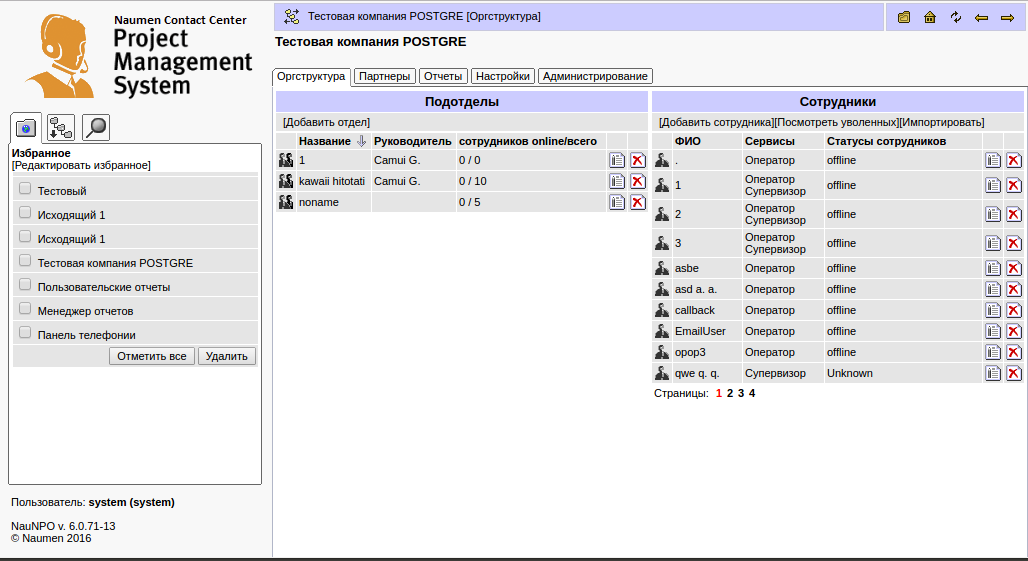 Naumen Contact Center
Project
Management
System
Избранное
[Редактировать избранное]
Тестовый
Исходящий 1
Исходящий 1
Тестовая компания POSTGRE
Пользовательские отчеты
Менеджер отчетов
Панель телефонии
Отметить все Удалить
Пользователь: system (system)
NauNPO v. 6.0.71-13
© Naumen 2016
Тестовая компания POSTGRE [Оргструктура]
Тестовая компания POSTGRE
Оргструктура Партнеры Отчеты Настройки Администрирование
Подотделы
[Добавить отдел]
Название Руководитель сотрудников online/всего
1 Camui G. 0 / 0
kawaii hitotati Camui G. 0 / 10
noname 0 / 5
Сотрудники
[Добавить сотрудника][Посмотреть уволенных][Импортировать]
ФИО Сервисы Статусы сотрудников
. Оператор offline
1 Оператор Супервизор offline
2 Оператор Супервизор offline
3 Оператор Супервизор offline
asbe Оператор offline
asd a. a. Оператор offline
callback Оператор offline
EmailUser Оператор offline
opop3 Оператор offline
qwe q. q. Супервизор Unknown
Страницы: 1 2 3 4